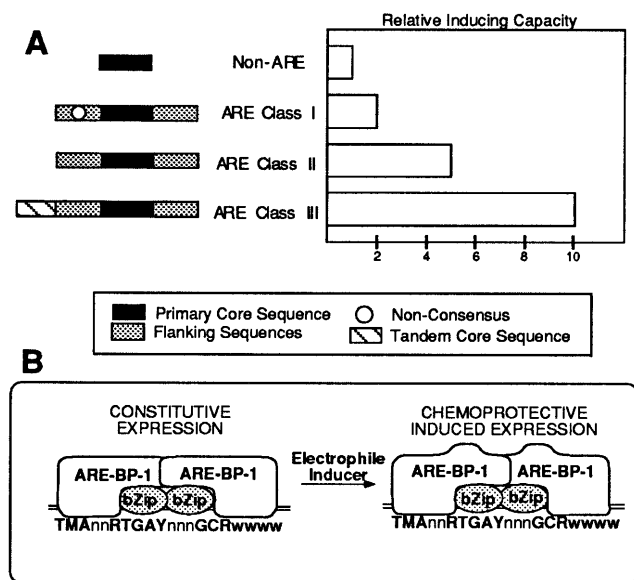 Relative Inducing Capacity
A
Non-ARE
ARE Class I
ARE Class II
ARE Class III
2 4 6 8 10
Primary Core Sequence
Non-Consensus
Flanking Sequences
Tandem Core Sequence
B
CONSTITUTIVE
EXPRESSION
CHEMOPROTECTIVE
INDUCED EXPRESSION
Electrophile
Inducer
ARE-BP-1 ARE-BP-1
bZip bZip
TMAnnRTGAYnnnGCRwwww
ARE-BP-1 ARE-BP-1
bZip bZip
TMAnnRTGAYnnnGCRwwww